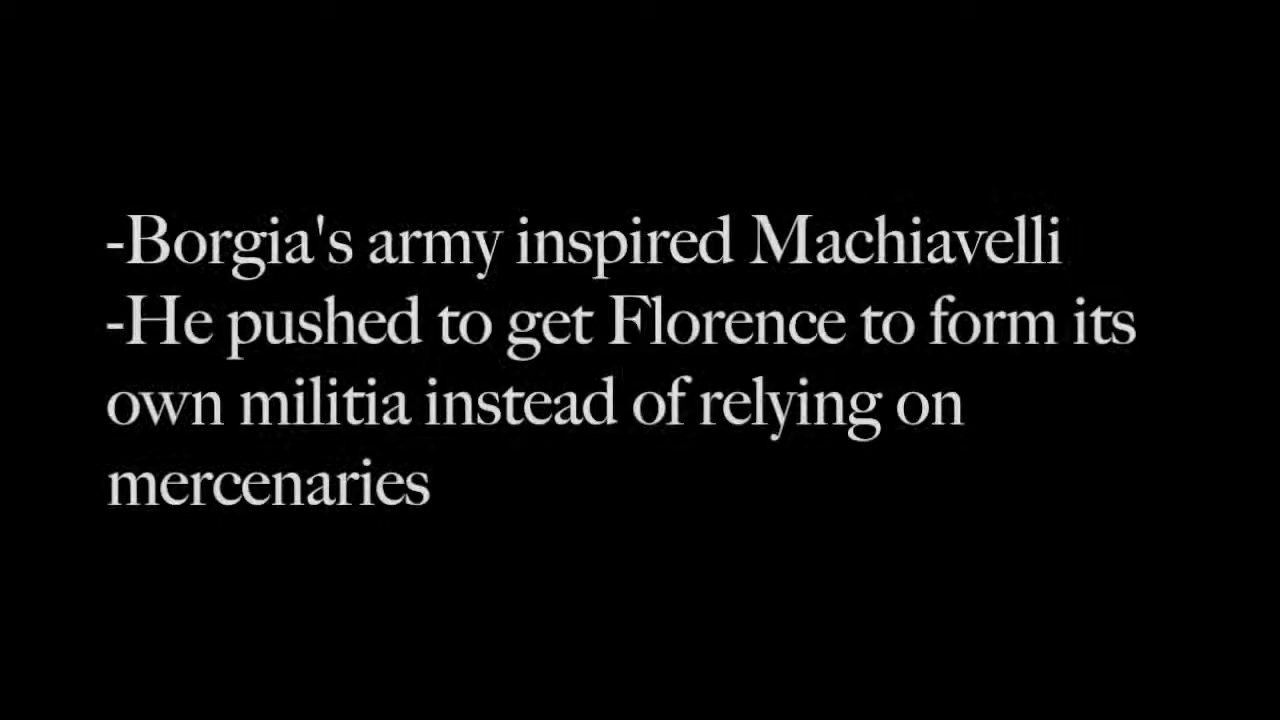 -Borgia's army inspired Machiavelli
-He pushed to get Florence to form its
own militia instead of relying on
mercenaries